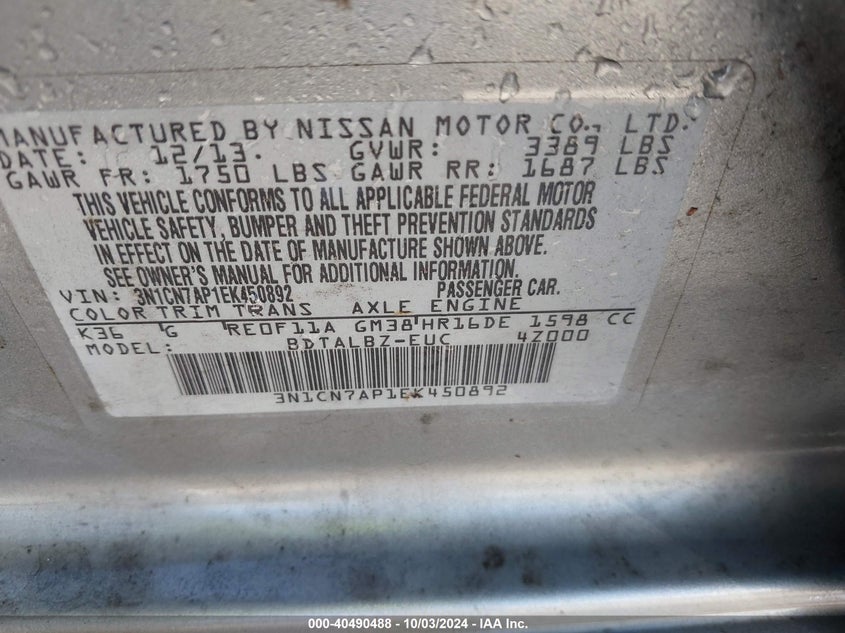 MANUFACTURED BY NISSAN MOTOR CO., LTD.
DATE: 12/13. GVWR: 3389 LBS
GAWR FR: 1750 LBS GAWR RR: 1687 LBS
THIS VEHICLE CONFORMS TO ALL APPLICABLE FEDERAL MOTOR
VEHICLE SAFETY, BUMPER AND THEFT PREVENTION STANDARDS
IN EFFECT ON THE DATE OF MANUFACTURE SHOWN ABOVE.
SEE OWNER'S MANUAL FOR ADDITIONAL INFORMATION.
VIN: 3N1CN7AP1EK450892 PASSENGER CAR.
COLOR TRIM TRANS AXLE ENGINE
K36 G RE0F11A GM38 HR16DE 1598 CC
MODEL: BDTALBZ-EUC 4Z000
3N1CN7AP1EK450892
000-40490488 - 10/03/2024 - IAA Inc.